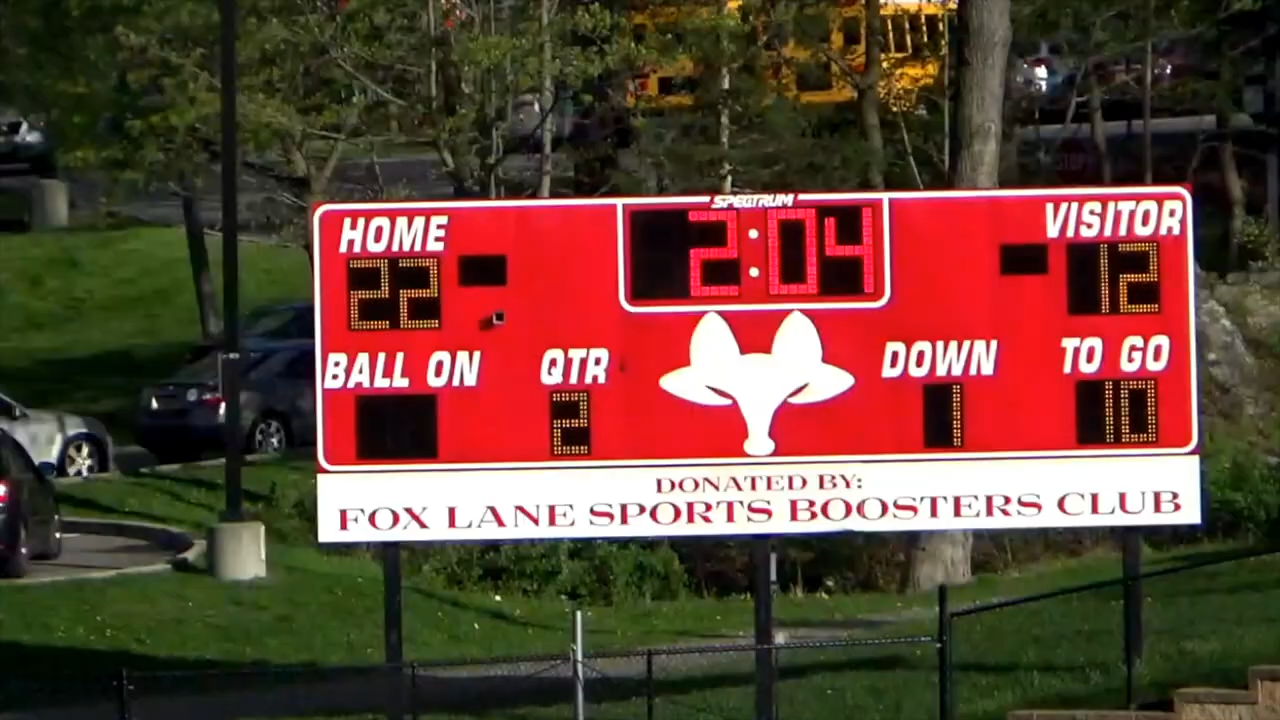 SPECTRUM
HOME 2:04 VISITOR
22 12
BALL ON QTR DOWN TO GO
2 1 10
DONATED BY:
FOX LANE SPORTS BOOSTERS CLUB
STOP